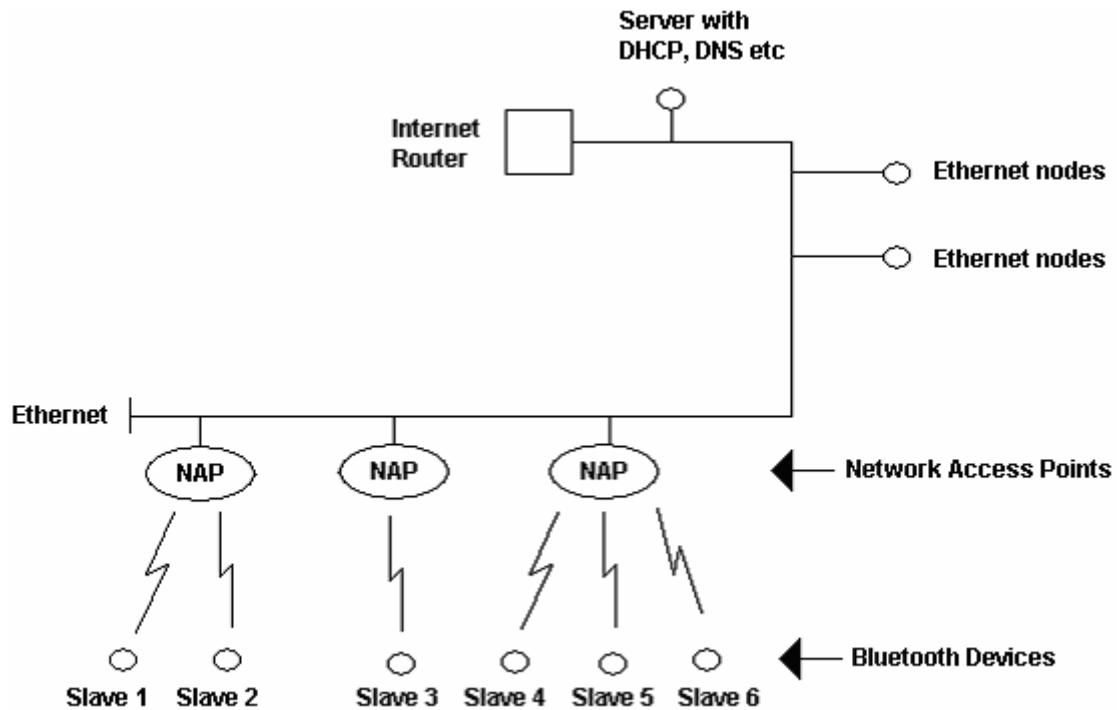 Server with
DHCP, DNS etc
Internet
Router
Ethernet nodes
Ethernet nodes
Ethernet
NAP
NAP
NAP
Network Access Points
Bluetooth Devices
Slave 1
Slave 2
Slave 3
Slave 4
Slave 5
Slave 6